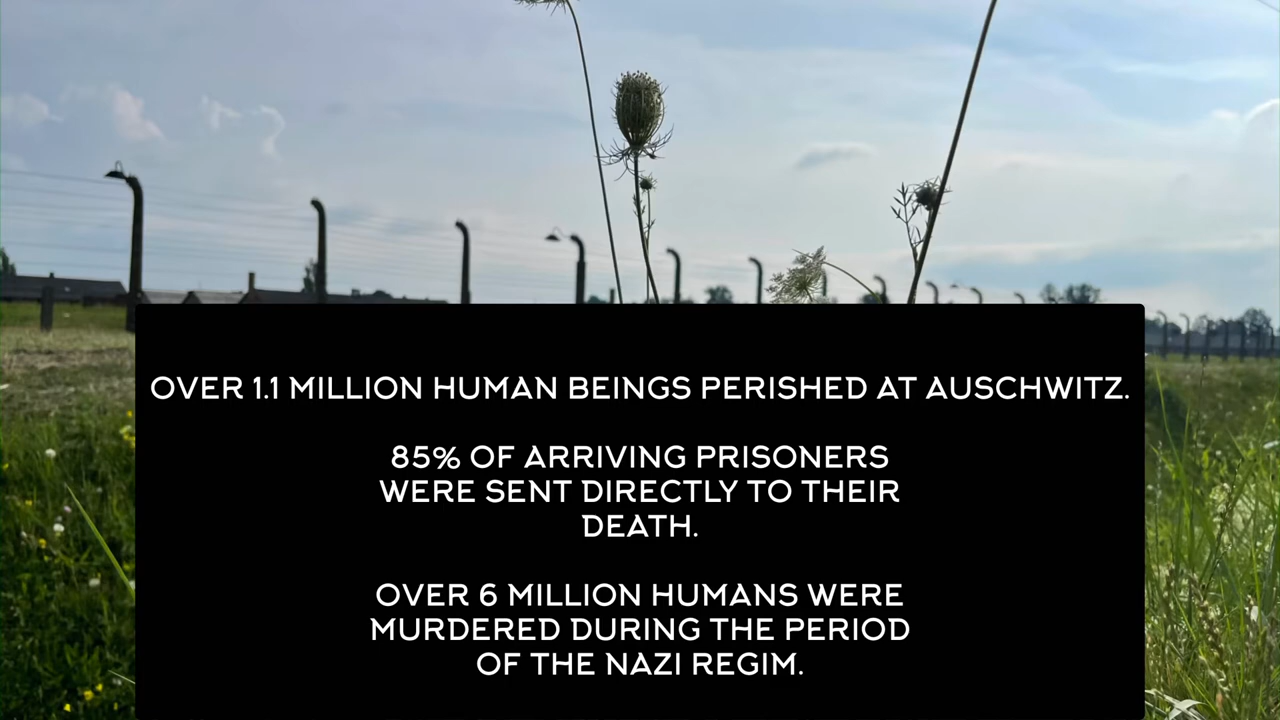 OVER 1.1 MILLION HUMAN BEINGS PERISHED AT AUSCHWITZ.
85% OF ARRIVING PRISONERS
WERE SENT DIRECTLY TO THEIR
DEATH.
OVER 6 MILLION HUMANS WERE
MURDERED DURING THE PERIOD
OF THE NAZI REGIM.